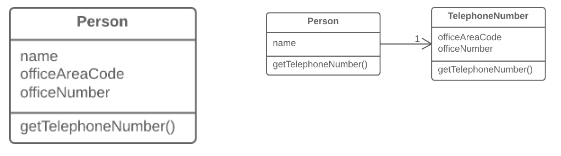 Person
name
officeAreaCode
officeNumber
getTelephoneNumber()
Person
name
getTelephoneNumber()
1
TelephoneNumber
officeAreaCode
officeNumber
getTelephoneNumber()